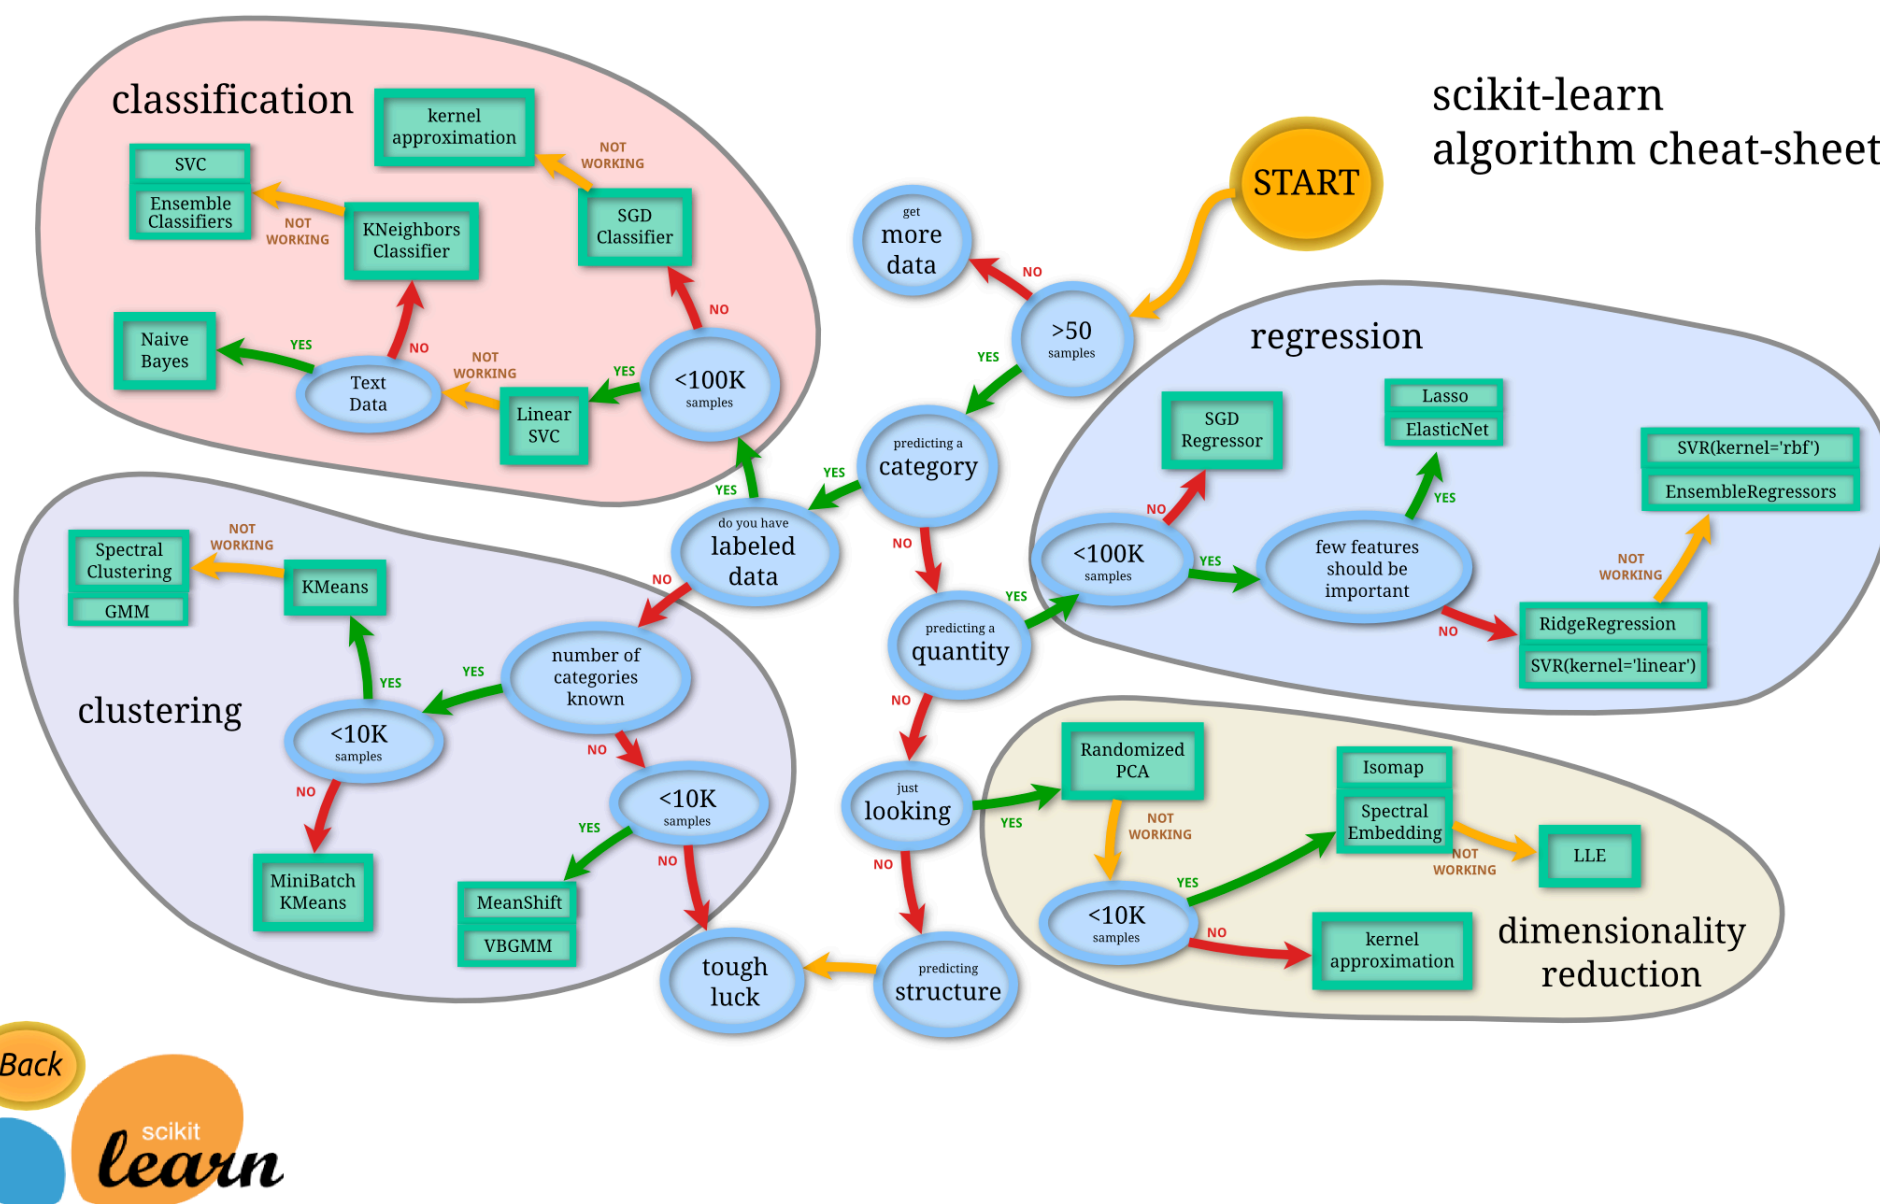 scikit-learn
algorithm cheat-sheet
START
get
more
data
NO
>50
samples
YES
predicting a
category
YES
NO
do you have
labeled
data
YES
NO
predicting a
quantity
YES
NO
just
looking
YES
NO
predicting
structure
tough
luck
classification
kernel
approximation
NOT
WORKING
SVC
Ensemble
Classifiers
NOT
WORKING
KNeighbors
Classifier
SGD
Classifier
NO
Naive
Bayes
YES
NO
Text
Data
NOT
WORKING
Linear
SVC
YES
<100K
samples
regression
SGD
Regressor
NO
<100K
samples
YES
Lasso
ElasticNet
YES
few features
should be
important
NO
SVR(kernel='rbf')
EnsembleRegressors
NOT
WORKING
RidgeRegression
SVR(kernel='linear')
clustering
Spectral
Clustering
GMM
NOT
WORKING
KMeans
YES
<10K
samples
YES
NO
number of
categories
known
NO
<10K
samples
YES
NO
MiniBatch
KMeans
MeanShift
VBGMM
dimensionality
reduction
Randomized
PCA
NOT
WORKING
<10K
samples
YES
NO
Isomap
Spectral
Embedding
NOT
WORKING
LLE
kernel
approximation
Back
scikit
learn